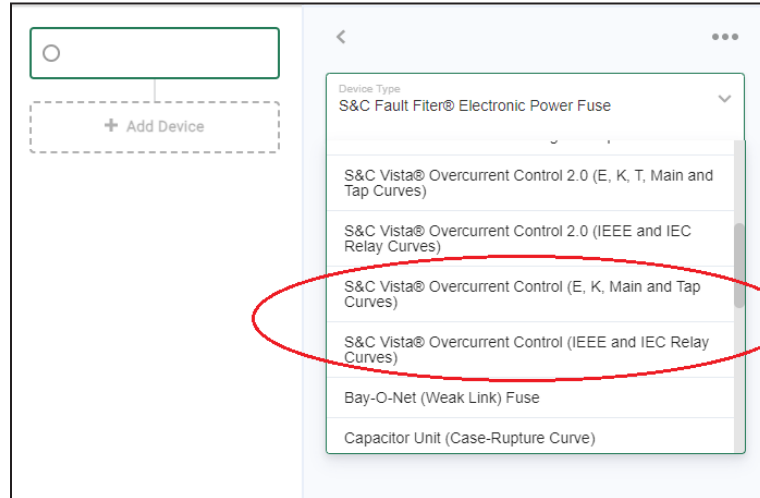 Device Type
S&C Fault Fiter® Electronic Power Fuse
+ Add Device
S&C Vista® Overcurrent Control 2.0 (E, K, T, Main and
Tap Curves)
S&C Vista® Overcurrent Control 2.0 (IEEE and IEC
Relay Curves)
S&C Vista® Overcurrent Control (E, K, Main and Tap
Curves)
S&C Vista® Overcurrent Control (IEEE and IEC Relay
Curves)
Bay-O-Net (Weak Link) Fuse
Capacitor Unit (Case-Rupture Curve)